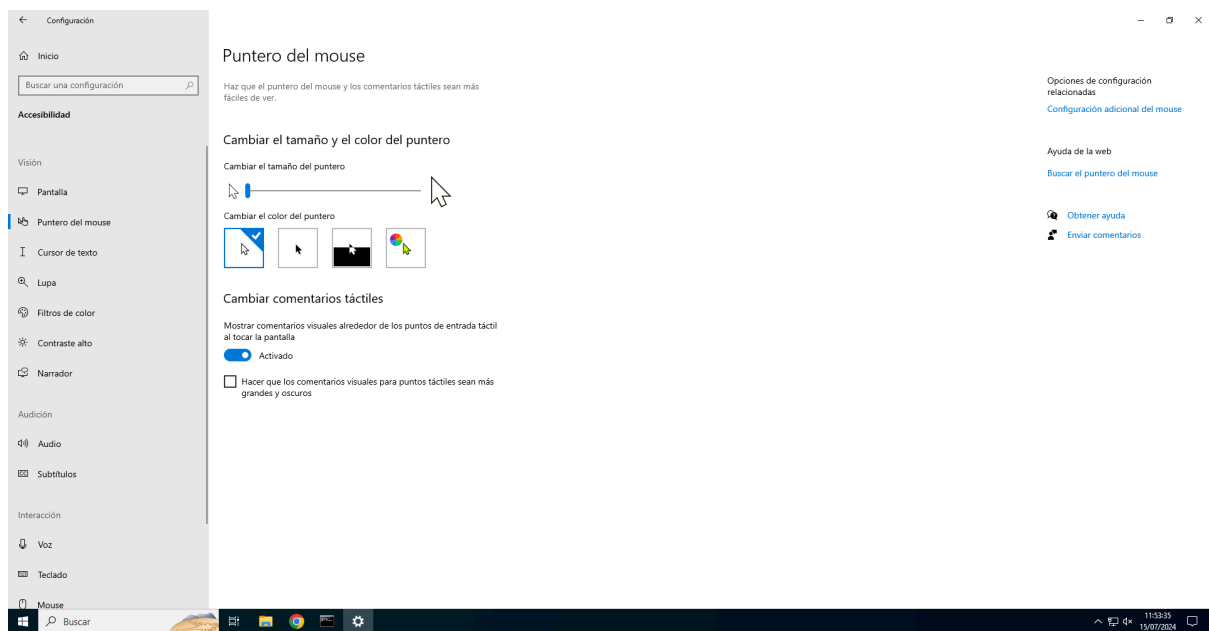 Configuración
Inicio
Buscar una configuración
Accesibilidad
Visión
Pantalla
Puntero del mouse
Cursor de texto
Lupa
Filtros de color
Contraste alto
Narrador
Audición
Audio
Subtítulos
Interacción
Voz
Teclado
Mouse
Puntero del mouse
Haz que el puntero del mouse y los comentarios táctiles sean más
fáciles de ver.
Cambiar el tamaño y el color del puntero
Cambiar el tamaño del puntero
Cambiar el color del puntero
Cambiar comentarios táctiles
Mostrar comentarios visuales alrededor de los puntos de entrada táctil
al tocar la pantalla
Activado
Hacer que los comentarios visuales para puntos táctiles sean más
grandes y oscuros
Opciones de configuración
relacionadas
Configuración adicional del mouse
Ayuda de la web
Buscar el puntero del mouse
Obtener ayuda
Enviar comentarios
Buscar
11:53:35
15/07/2024